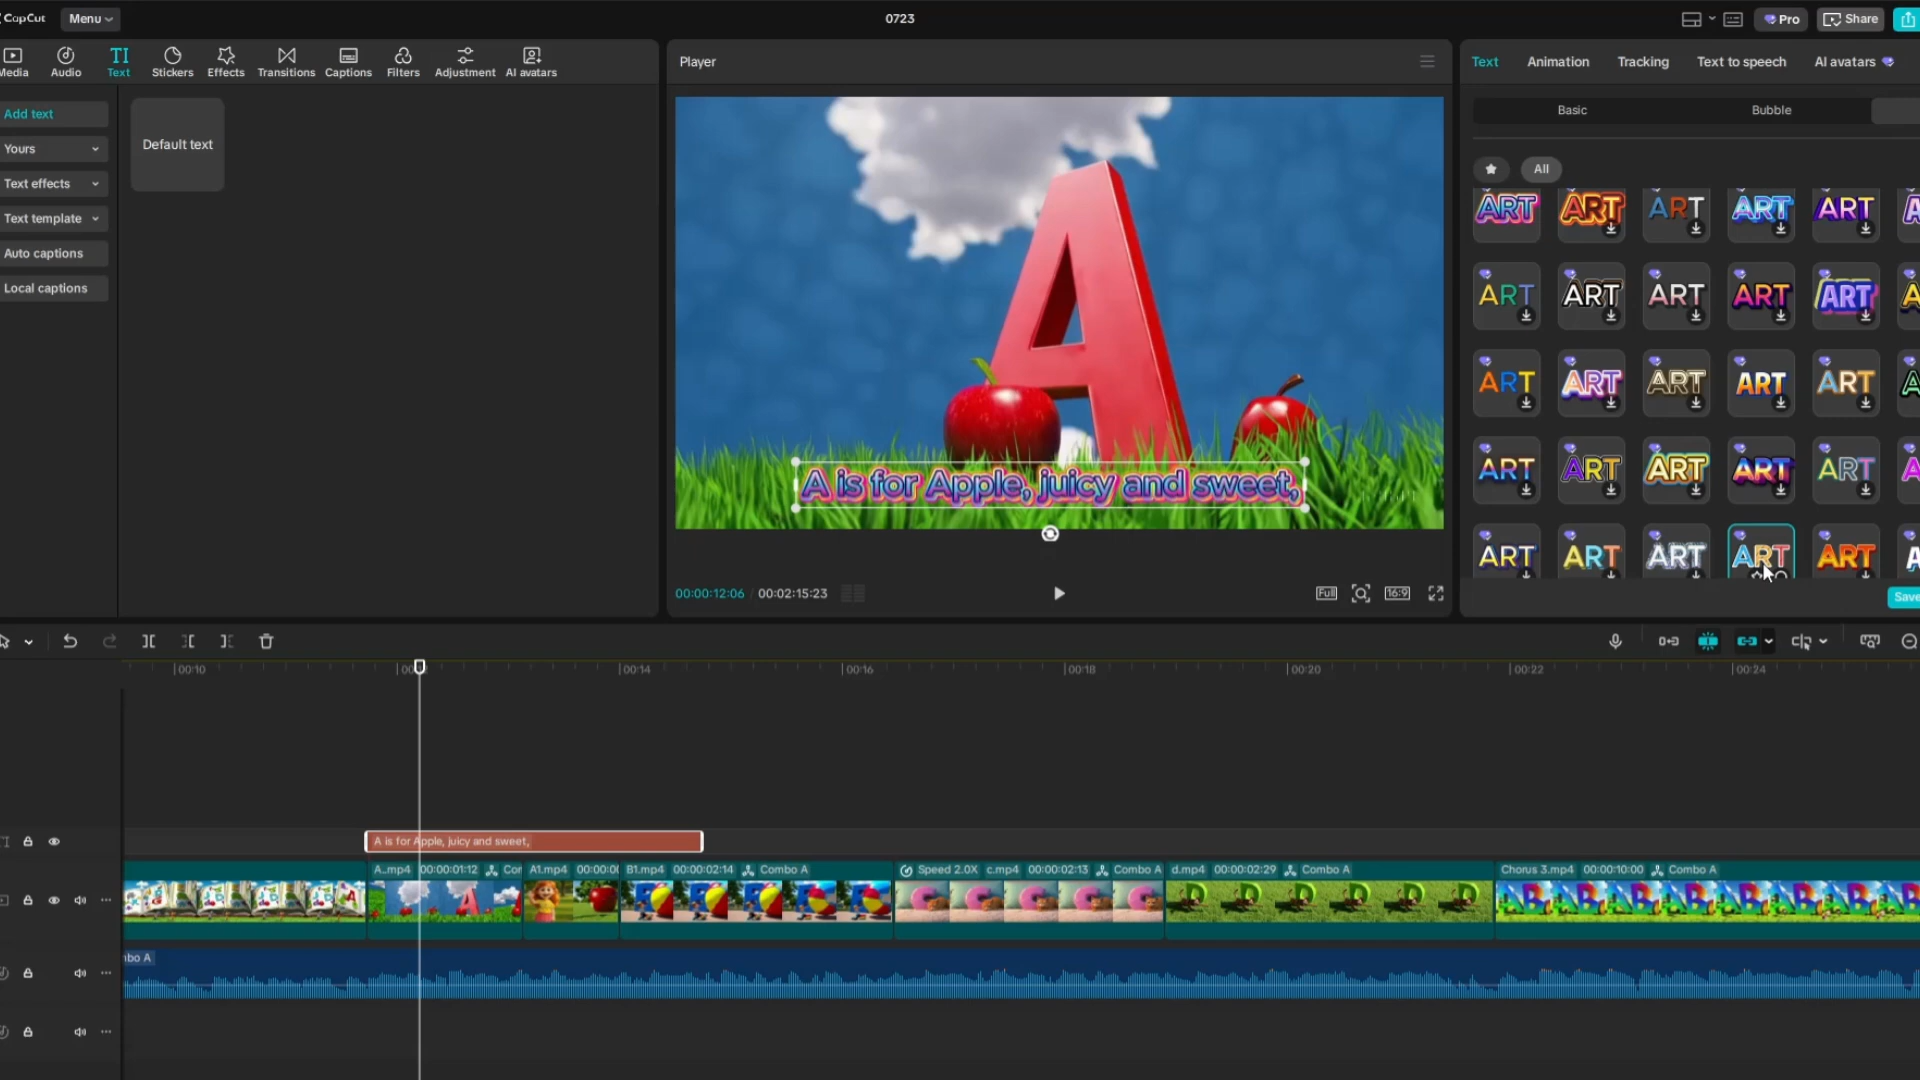 CapCut
Menu
0723
Pro
Share
Media
Audio
Text
Stickers
Effects
Transitions
Captions
Filters
Adjustment
AI avatars
Add text
Yours
Text effects
Text template
Auto captions
Local captions
Default text
Player
A is for Apple, juicy and sweet,
00:00:12:06 / 00:02:15:23
Full
16:9
Text
Animation
Tracking
Text to speech
AI avatars
Basic
Bubble
All
ART ART ART ART ART
ART ART ART ART ART
ART ART ART ART ART
ART ART ART ART ART
ART ART ART ART ART
Save
00:10
00:14
00:16
00:18
00:20
00:22
00:24
A is for Apple, juicy and sweet,
A..mp4 00:00:01:12
A1.mp4
B1.mp4 00:00:02:14 Combo A
Speed 2.0X c.mp4 00:00:02:13 Combo A
d.mp4 00:00:02:29 Combo A
Chorus 3.mp4 00:00:10:00 Combo A